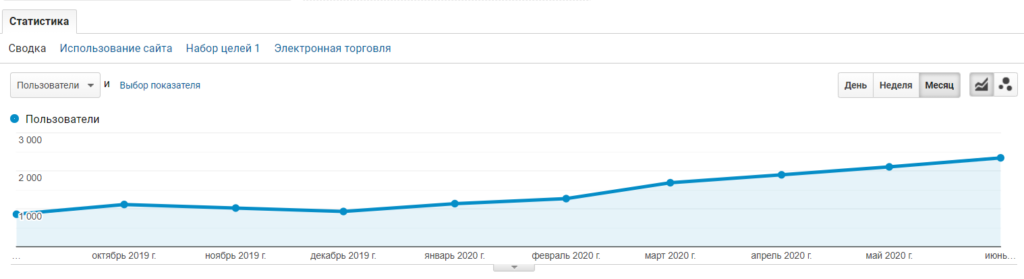 Статистика
Сводка Использование сайта Набор целей 1 Электронная торговля
Пользователи и Выбор показателя День Неделя Месяц
Пользователи
3 000
2 000
1 000
... октябрь 2019 г. ноябрь 2019 г. декабрь 2019 г. январь 2020 г. февраль 2020 г. март 2020 г. апрель 2020 г. май 2020 г. июнь...